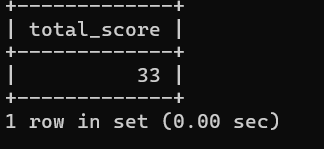 +-------------+
| total_score |
+-------------+
|          33 |
+-------------+
1 row in set (0.00 sec)